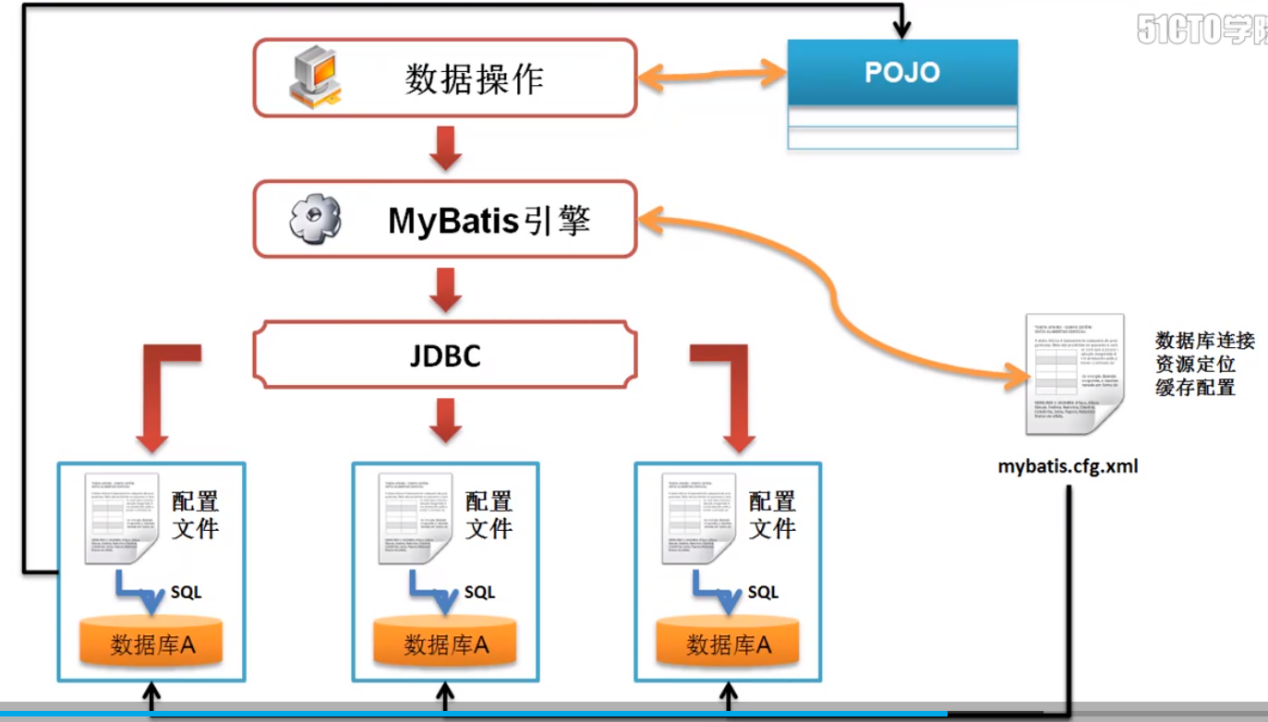 51CTO学院
数据操作
POJO
MyBatis引擎
JDBC
数据库连接
资源定位
缓存配置
mybatis.cfg.xml
配置
文件
SQL
数据库A
配置
文件
SQL
数据库A
配置
文件
SQL
数据库A